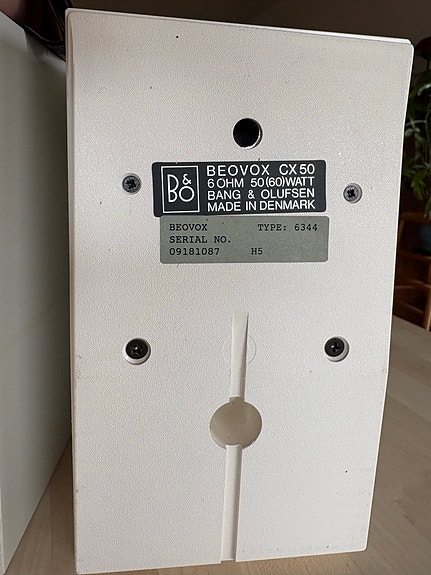 B&O
BEOVOX CX50
6 OHM 50(60)WATT
BANG & OLUFSEN
MADE IN DENMARK
BEOVOX TYPE: 6344
SERIAL NO.
09181087 H5